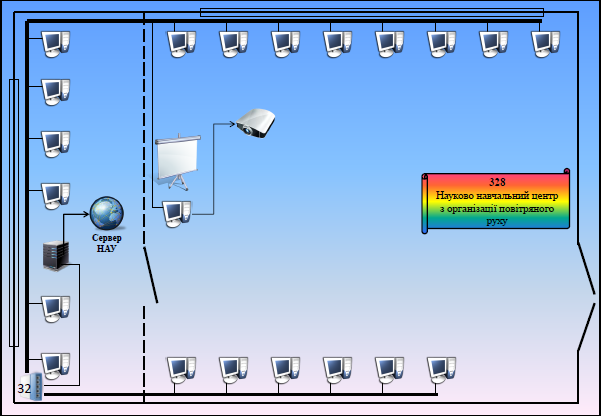 328
Науково навчальний центр
з організації повітряного
руху
Сервер
НАУ
32